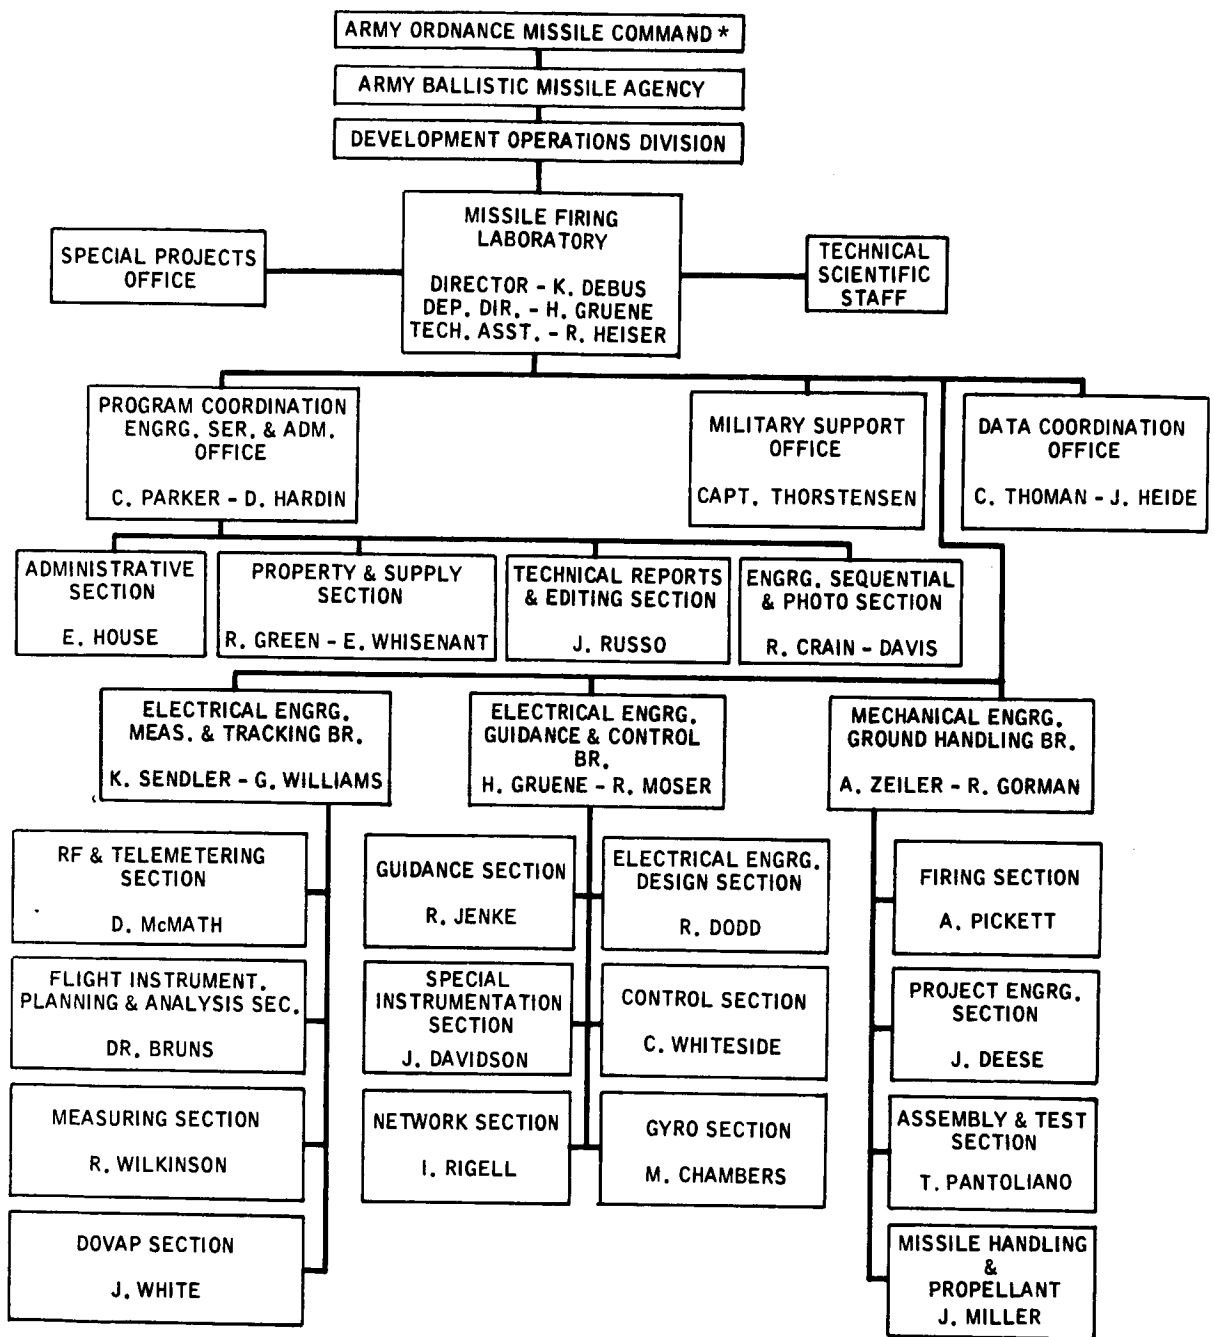 ARMY ORDNANCE MISSILE COMMAND *
ARMY BALLISTIC MISSILE AGENCY
DEVELOPMENT OPERATIONS DIVISION
MISSILE FIRING
LABORATORY
DIRECTOR - K. DEBUS
DEP. DIR. - H. GRUENE
TECH. ASST. - R. HEISER
SPECIAL PROJECTS
OFFICE
TECHNICAL
SCIENTIFIC
STAFF
PROGRAM COORDINATION
ENGRG. SER. & ADM.
OFFICE
C. PARKER - D. HARDIN
MILITARY SUPPORT
OFFICE
CAPT. THORSTENSEN
DATA COORDINATION
OFFICE
C. THOMAN - J. HEIDE
ADMINISTRATIVE
SECTION
E. HOUSE
PROPERTY & SUPPLY
SECTION
R. GREEN - E. WHISENANT
TECHNICAL REPORTS
& EDITING SECTION
J. RUSSO
ENGRG. SEQUENTIAL
& PHOTO SECTION
R. CRAIN - DAVIS
ELECTRICAL ENGRG.
MEAS. & TRACKING BR.
K. SENDLER - G. WILLIAMS
ELECTRICAL ENGRG.
GUIDANCE & CONTROL
BR.
H. GRUENE - R. MOSER
MECHANICAL ENGRG.
GROUND HANDLING BR.
A. ZEILER - R. GORMAN
RF & TELEMETERING
SECTION
D. McMATH
FLIGHT INSTRUMENT.
PLANNING & ANALYSIS SEC.
DR. BRUNS
MEASURING SECTION
R. WILKINSON
DOVAP SECTION
J. WHITE
GUIDANCE SECTION
R. JENKE
ELECTRICAL ENGRG.
DESIGN SECTION
R. DODD
SPECIAL
INSTRUMENTATION
SECTION
J. DAVIDSON
CONTROL SECTION
C. WHITESIDE
NETWORK SECTION
I. RIGELL
GYRO SECTION
M. CHAMBERS
FIRING SECTION
A. PICKETT
PROJECT ENGRG.
SECTION
J. DEESE
ASSEMBLY & TEST
SECTION
T. PANTOLIANO
MISSILE HANDLING
&
PROPELLANT
J. MILLER